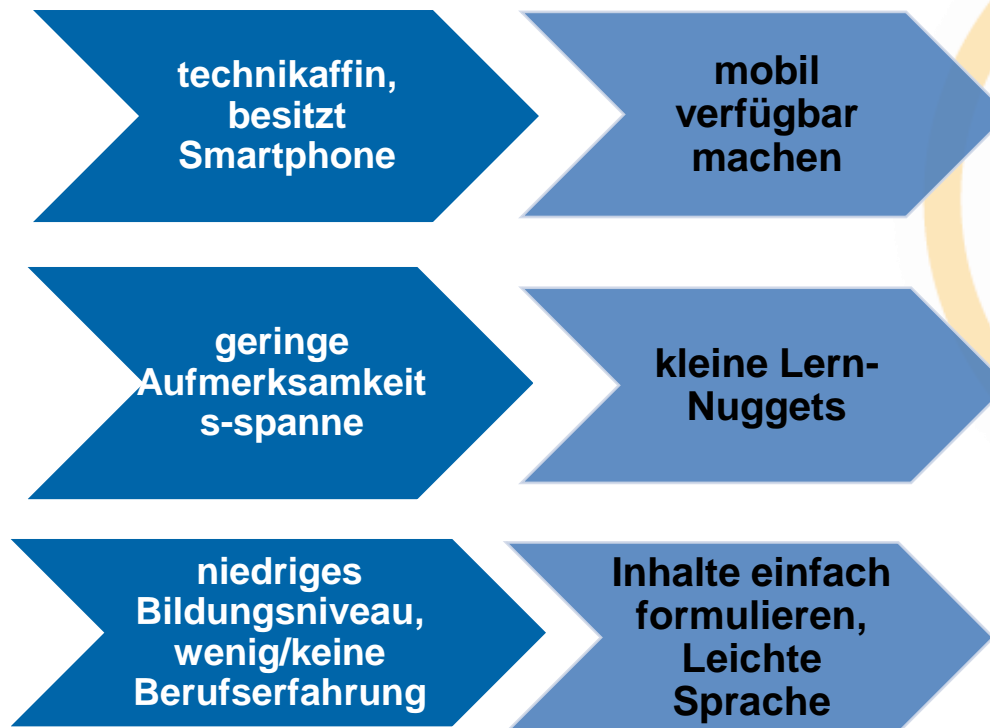 technikaffin,
besitzt
Smartphone
mobil
verfügbar
machen
geringe
Aufmerksamkeit
s-spanne
kleine Lern-
Nuggets
niedriges
Bildungsniveau,
wenig/keine
Berufserfahrung
Inhalte einfach
formulieren,
Leichte
Sprache